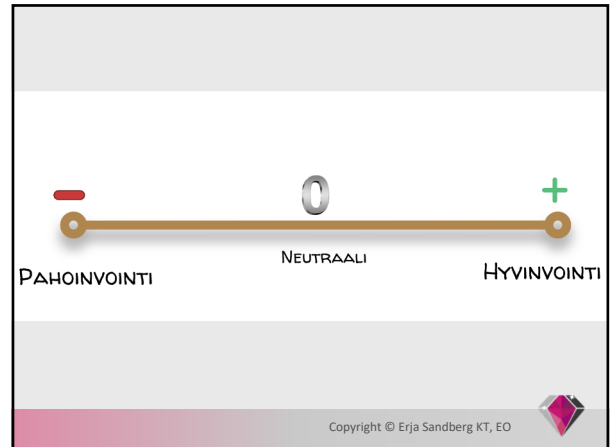 - 0 +
Neutraali
Pahoinvointi Hyvinvointi
Copyright © Erja Sandberg KT, EO